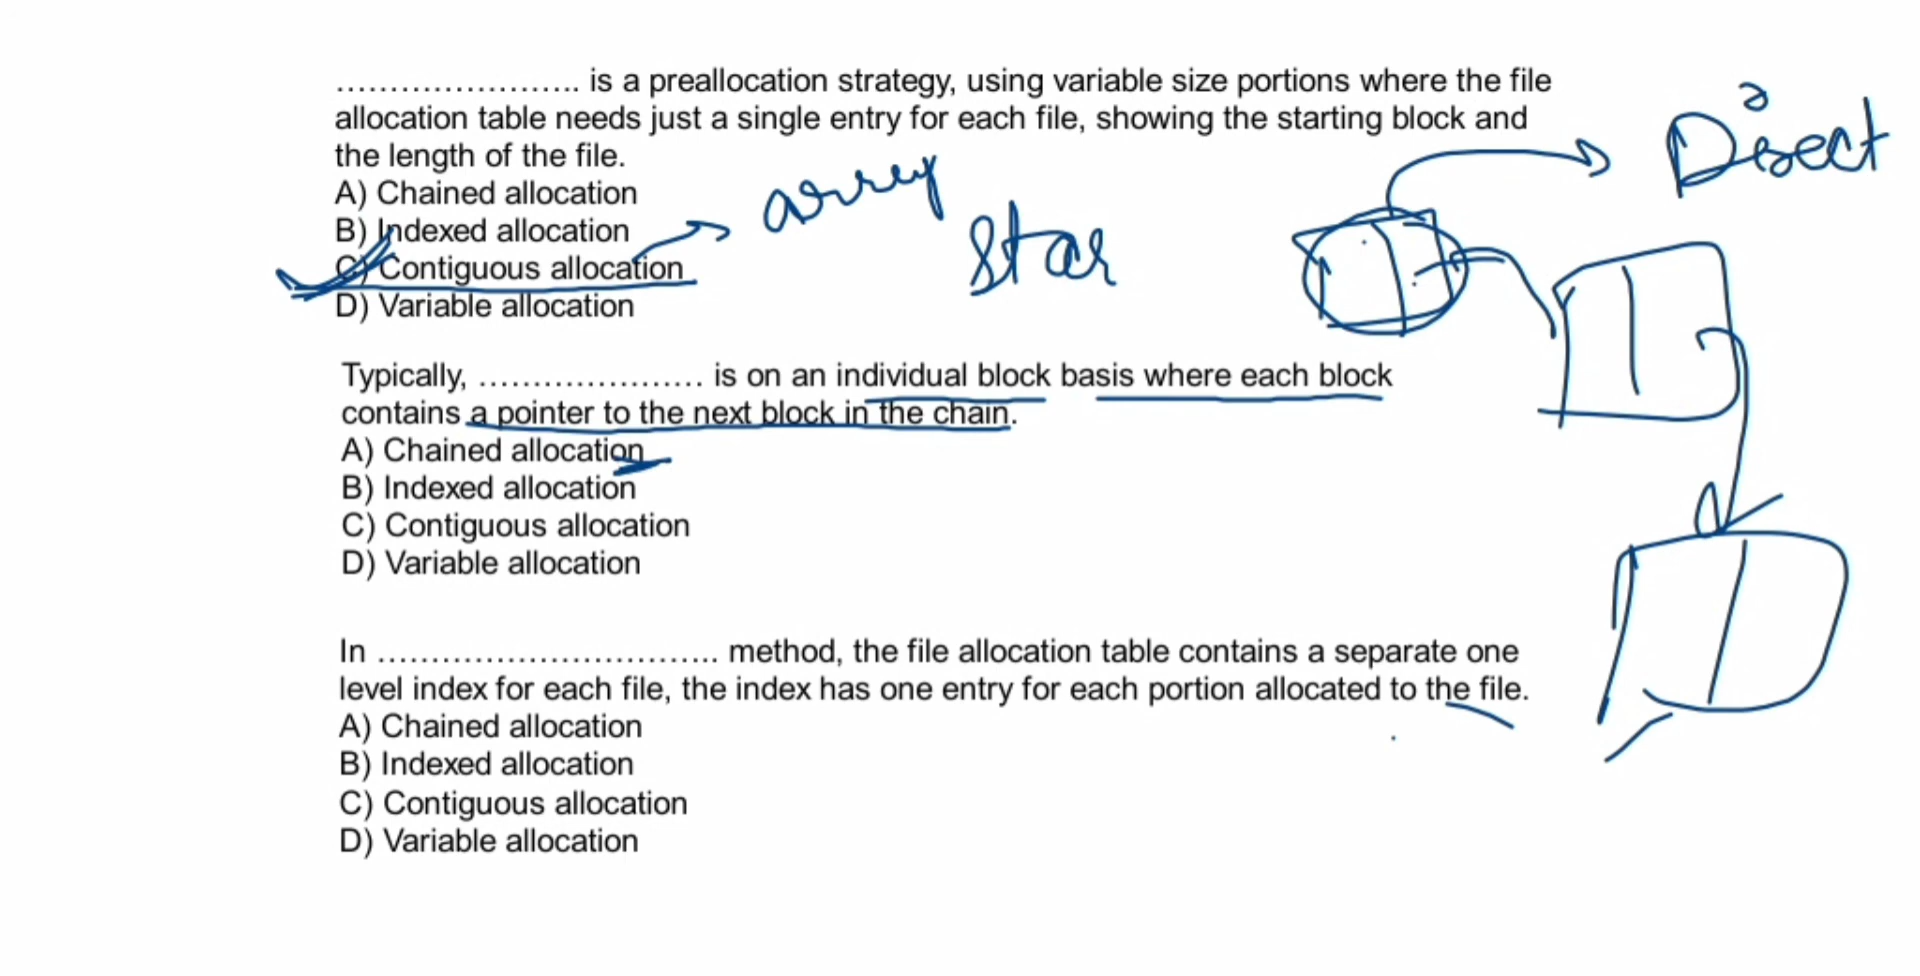 ........................ is a preallocation strategy, using variable size portions where the file
allocation table needs just a single entry for each file, showing the starting block and
the length of the file.
A) Chained allocation
B) Indexed allocation
C) Contiguous allocation
D) Variable allocation
array
Star
Direct
Typically, ...................... is on an individual block basis where each block
contains a pointer to the next block in the chain.
A) Chained allocation
B) Indexed allocation
C) Contiguous allocation
D) Variable allocation
In ................................. method, the file allocation table contains a separate one
level index for each file, the index has one entry for each portion allocated to the file.
A) Chained allocation
B) Indexed allocation
C) Contiguous allocation
D) Variable allocation